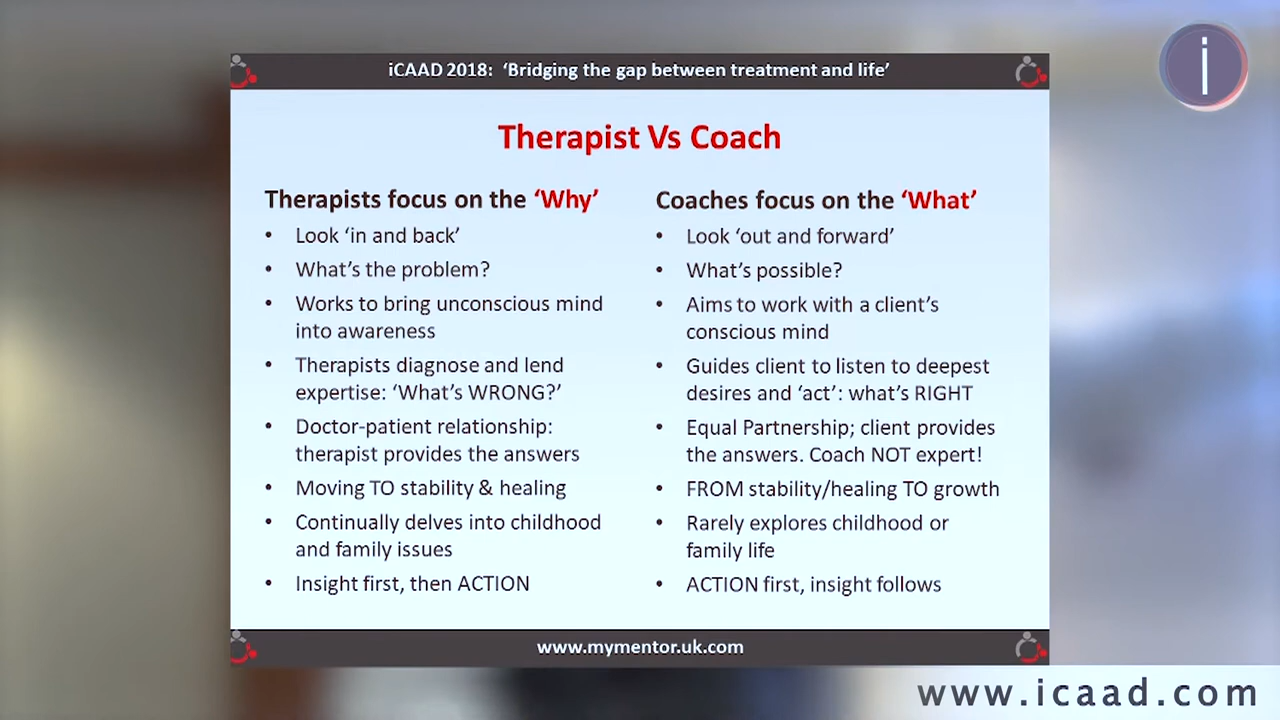 iCAAD 2018: ‘Bridging the gap between treatment and life’
i
Therapist Vs Coach
Therapists focus on the ‘Why’
• Look ‘in and back’
• What’s the problem?
• Works to bring unconscious mind
into awareness
• Therapists diagnose and lend
expertise: ‘What’s WRONG?’
• Doctor-patient relationship:
therapist provides the answers
• Moving TO stability & healing
• Continually delves into childhood
and family issues
• Insight first, then ACTION
Coaches focus on the ‘What’
• Look ‘out and forward’
• What’s possible?
• Aims to work with a client’s
conscious mind
• Guides client to listen to deepest
desires and ‘act’: what’s RIGHT
• Equal Partnership; client provides
the answers. Coach NOT expert!
• FROM stability/healing TO growth
• Rarely explores childhood or
family life
• ACTION first, insight follows
www.mymentor.uk.com
www.icaad.com